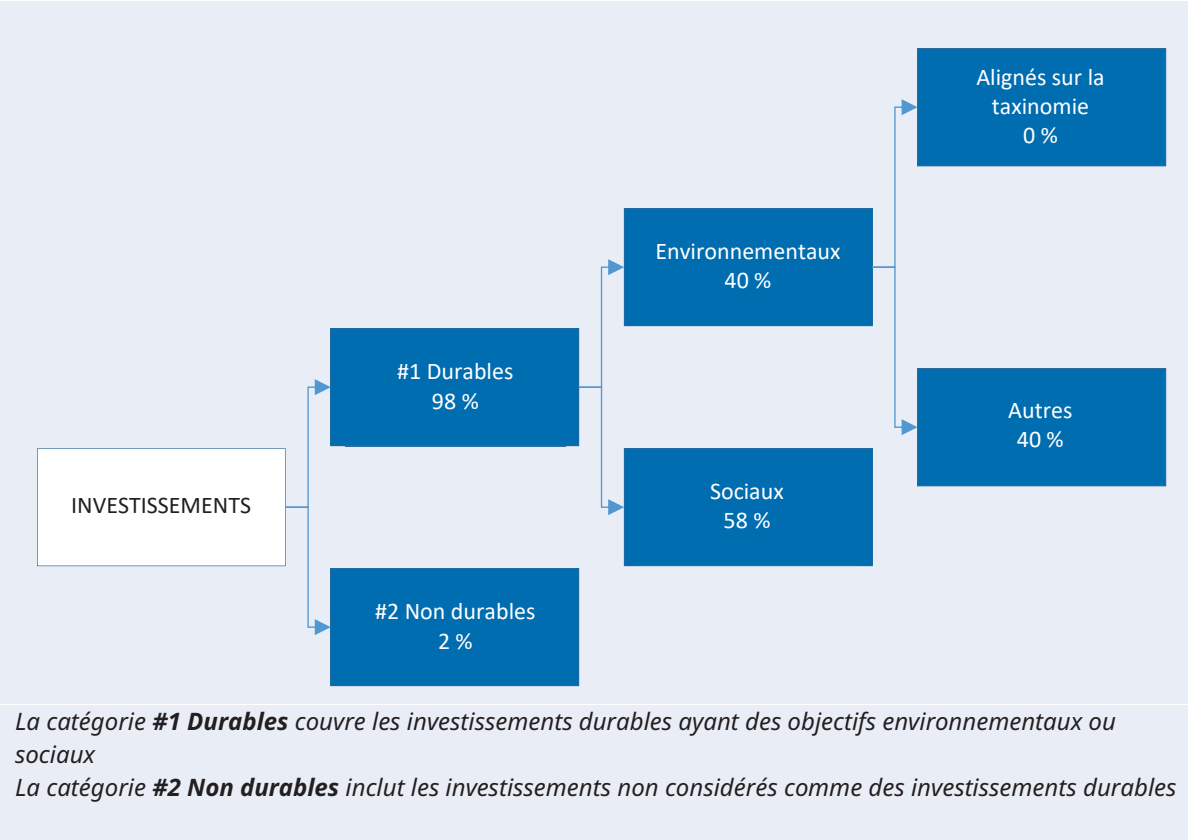 Alignés sur la
taxinomie
0 %
Environnementaux
40 %
#1 Durables
98 %
Autres
40 %
INVESTISSEMENTS
Sociaux
58 %
#2 Non durables
2 %
La catégorie #1 Durables couvre les investissements durables ayant des objectifs environnementaux ou
sociaux
La catégorie #2 Non durables inclut les investissements non considérés comme des investissements durables